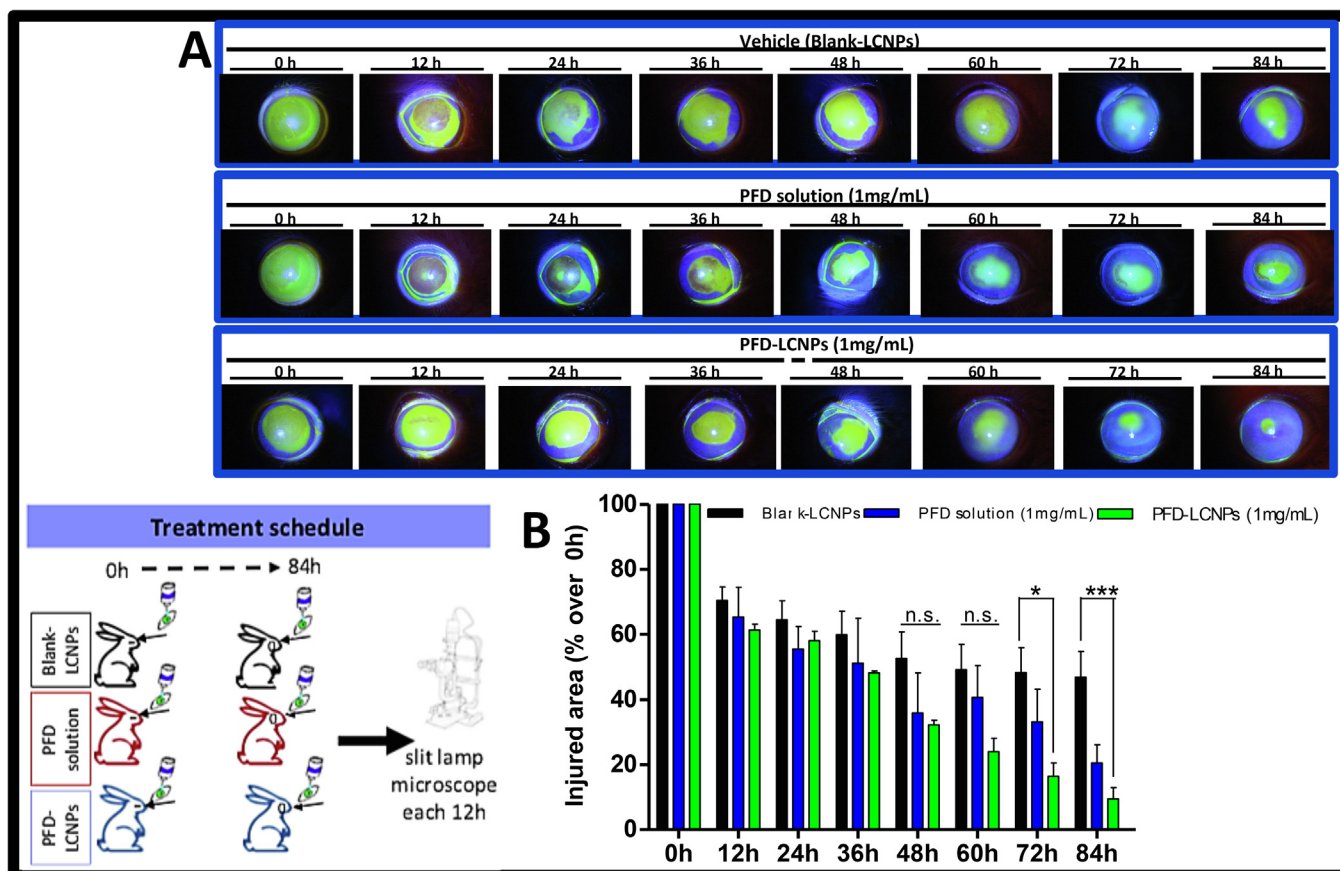 A
Vehicle (Blank-LCNPs)
0 h 12 h 24 h 36 h 48 h 60 h 72 h 84 h
PFD solution (1mg/mL)
0 h 12 h 24 h 36 h 48 h 60 h 72 h 84 h
PFD-LCNPs (1mg/mL)
0 h 12 h 24 h 36 h 48 h 60 h 72 h 84 h
Treatment schedule
0h 84h
Blank-
LCNPs
PFD
solution
PFD-
LCNPs
slit lamp
microscope
each 12h
B
Blar k-LCNPs PFD solution (1mg/mL) PFD-LCNPs (1mg/mL)
Injured area (% over 0h)
100
80
60
40
20
0
n.s. n.s. * ***
0h 12h 24h 36h 48h 60h 72h 84h